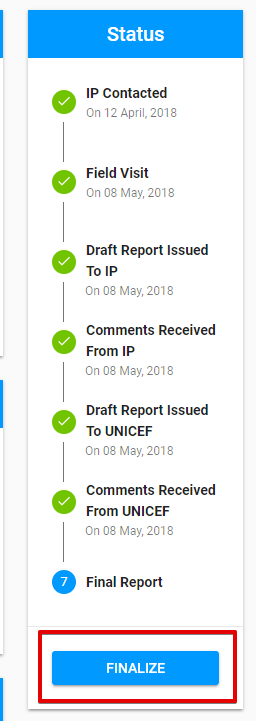 Status
IP Contacted
On 12 April, 2018
Field Visit
On 08 May, 2018
Draft Report Issued
To IP
On 08 May, 2018
Comments Received
From IP
On 08 May, 2018
Draft Report Issued
To UNICEF
On 08 May, 2018
Comments Received
From UNICEF
On 08 May, 2018
7 Final Report
FINALIZE